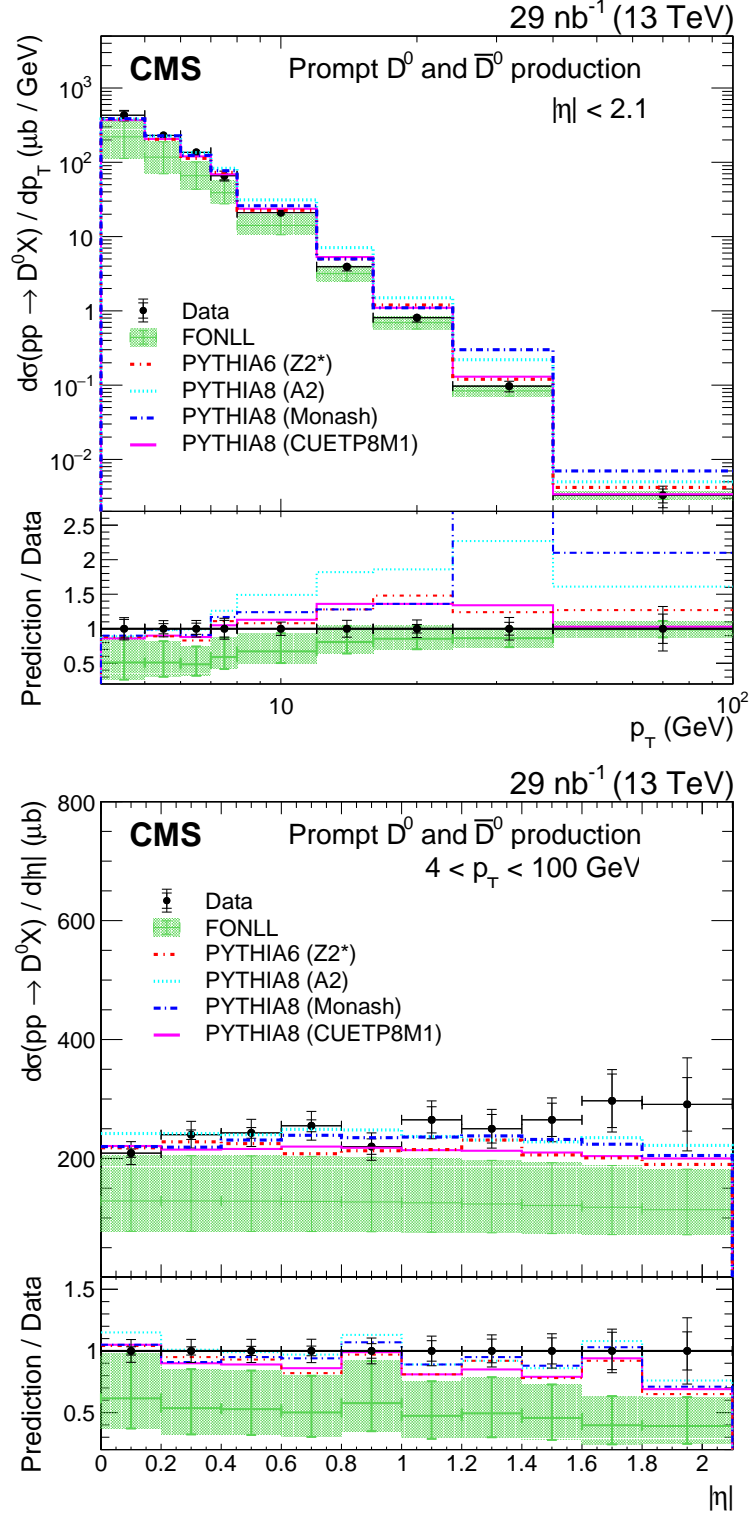 29 nb⁻¹ (13 TeV)
CMS Prompt D⁰ and D̅⁰ production
|η| < 2.1
dσ(pp → D⁰X) / dp_T (μb / GeV)
10³
10²
10
1
10⁻¹
10⁻²
Data
FONLL
PYTHIA6 (Z2*)
PYTHIA8 (A2)
PYTHIA8 (Monash)
PYTHIA8 (CUETP8M1)
Prediction / Data
2.5
2
1.5
1
0.5
10 10²
p_T (GeV)
29 nb⁻¹ (13 TeV)
CMS Prompt D⁰ and D̅⁰ production
4 < p_T < 100 GeV
dσ(pp → D⁰X) / d|η| (μb)
800
600
400
200
Data
FONLL
PYTHIA6 (Z2*)
PYTHIA8 (A2)
PYTHIA8 (Monash)
PYTHIA8 (CUETP8M1)
Prediction / Data
1.5
1
0.5
0 0.2 0.4 0.6 0.8 1 1.2 1.4 1.6 1.8 2
|η|